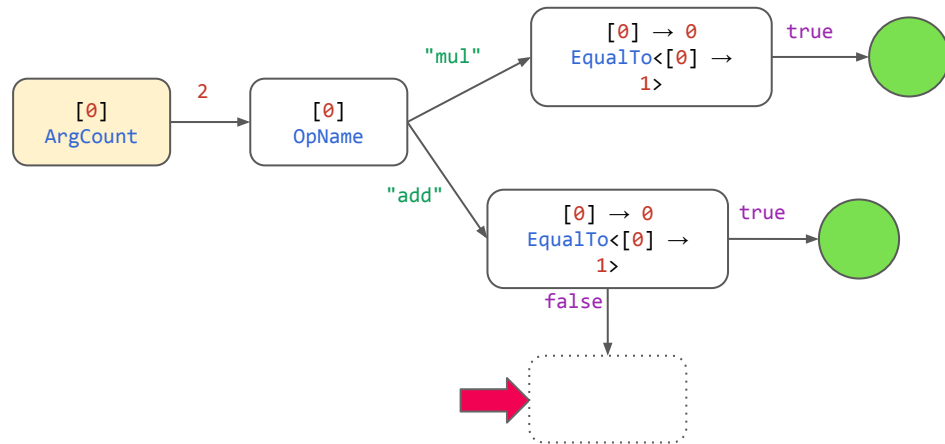 [0]
ArgCount
2
[0]
OpName
"mul"
[0] → 0
EqualTo<[0] →
1>
true
"add"
[0] → 0
EqualTo<[0] →
1>
true
false